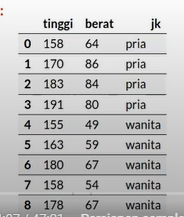 tinggi berat jk
0 158 64 pria
1 170 86 pria
2 183 84 pria
3 191 80 pria
4 155 49 wanita
5 163 59 wanita
6 180 67 wanita
7 158 54 wanita
8 178 67 wanita